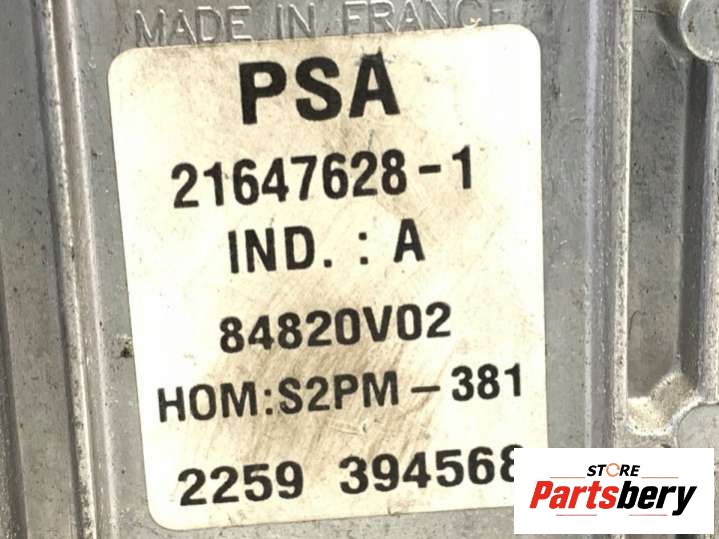 MADE IN FRANCE
PSA
21647628-1
IND. : A
84820V02
HOM:S2PM-381
2259 394568
STORE
Partsbery